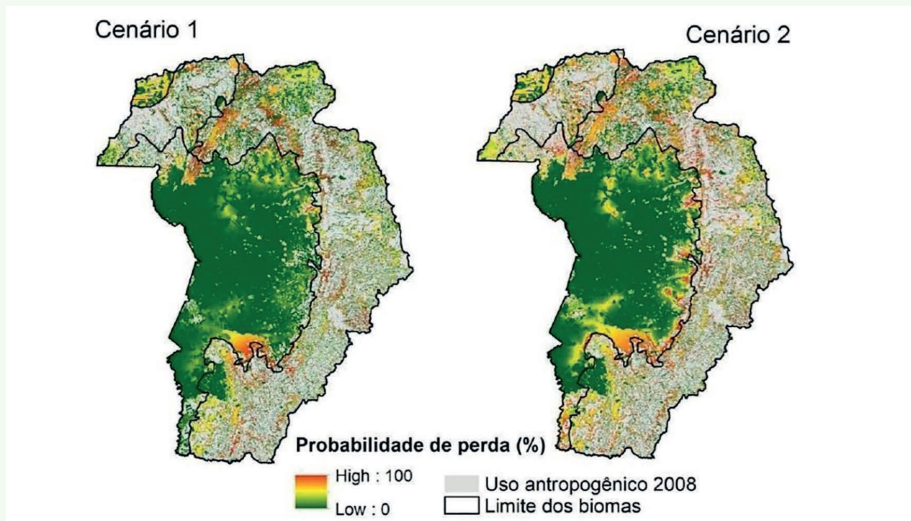 Cenário 1
Cenário 2
Probabilidade de perda (%)
High : 100
Low : 0
Uso antropogênico 2008
Limite dos biomas